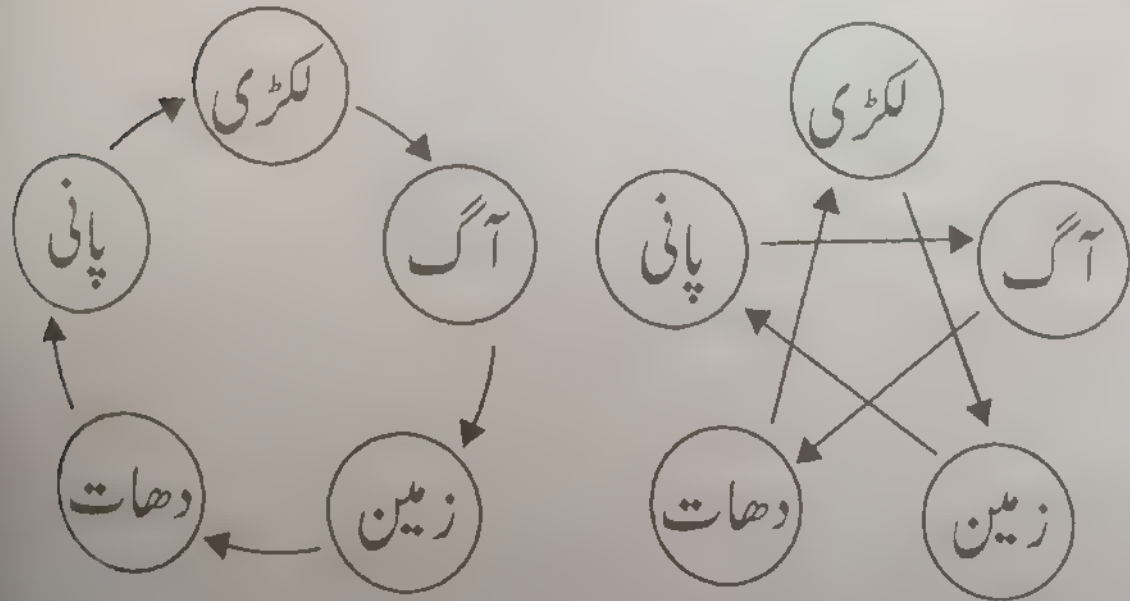 لکڑی
آگ
زمین
دھات
پانی
لکڑی
آگ
زمین
دھات
پانی